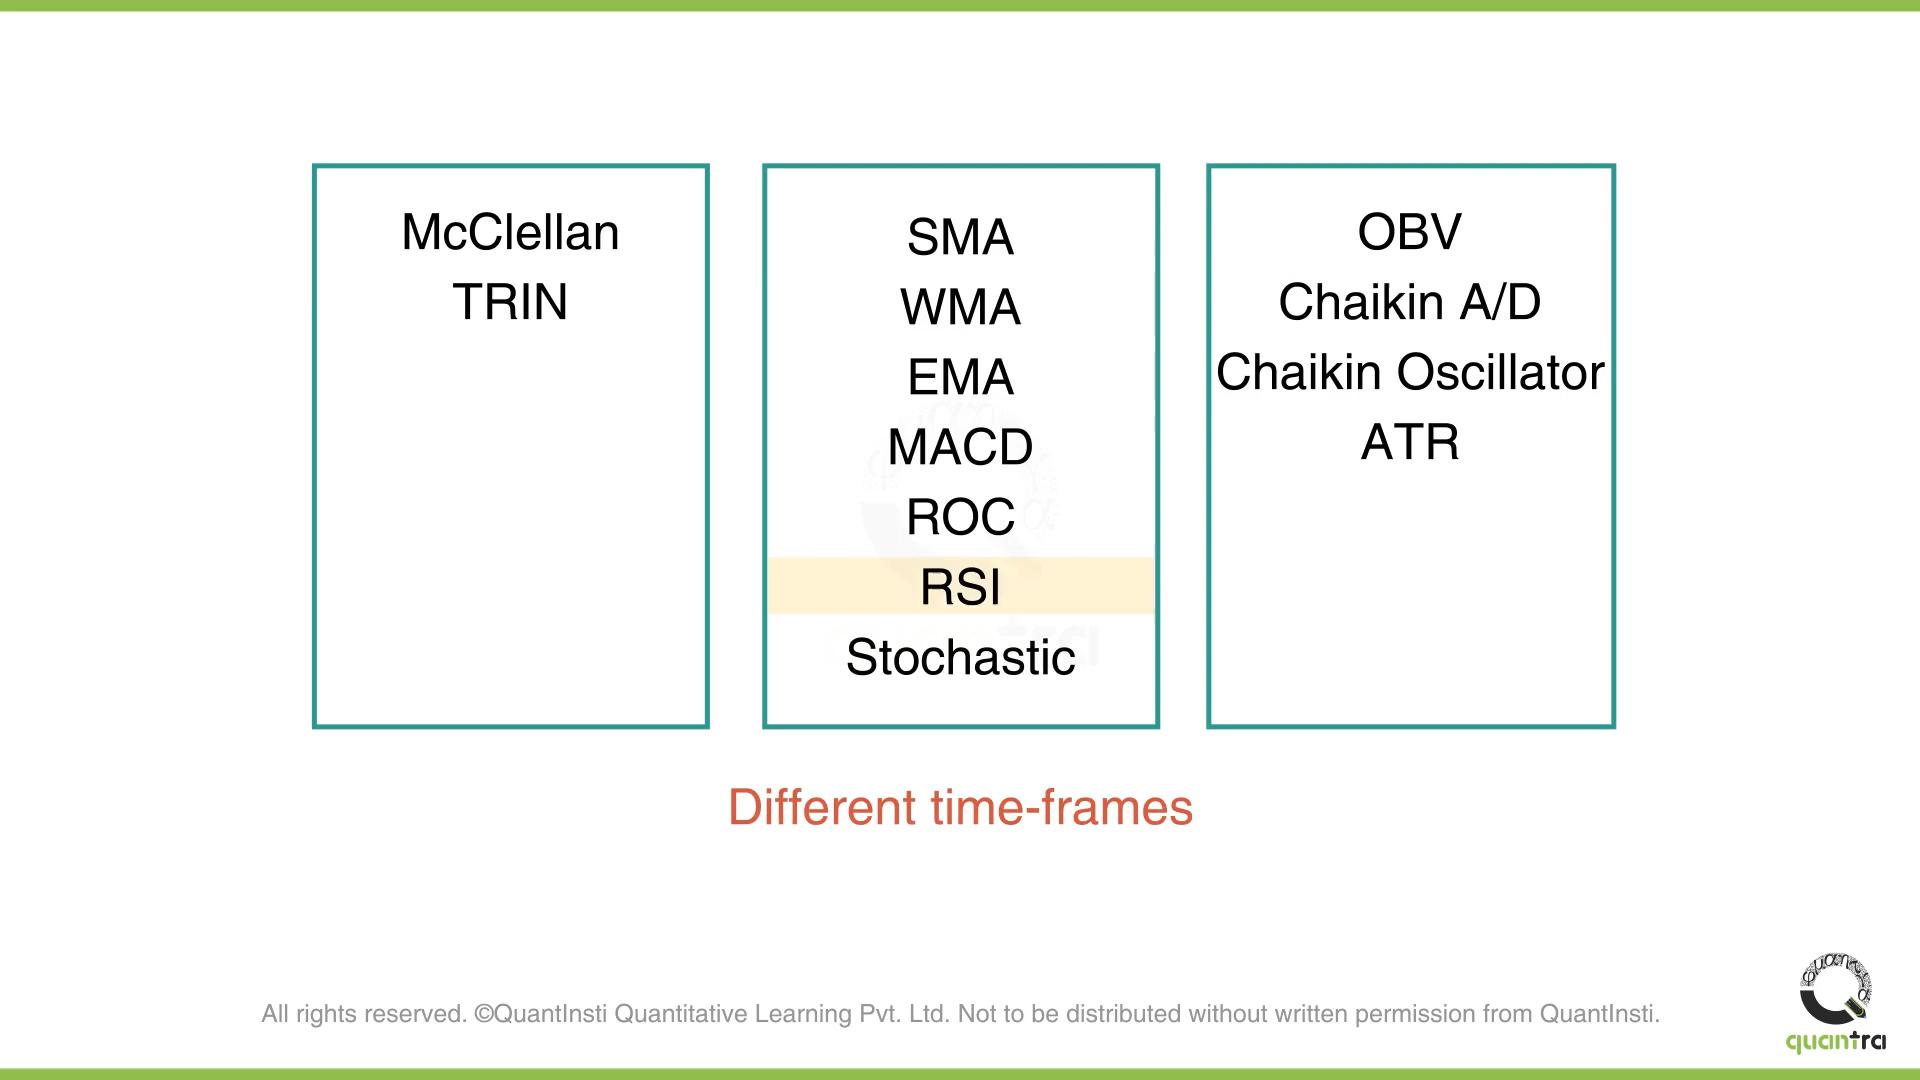 McClellan
TRIN
SMA
WMA
EMA
MACD
ROC
RSI
Stochastic
OBV
Chaikin A/D
Chaikin Oscillator
ATR
Different time-frames
All rights reserved. ©QuantInsti Quantitative Learning Pvt. Ltd. Not to be distributed without written permission from QuantInsti.
quantra